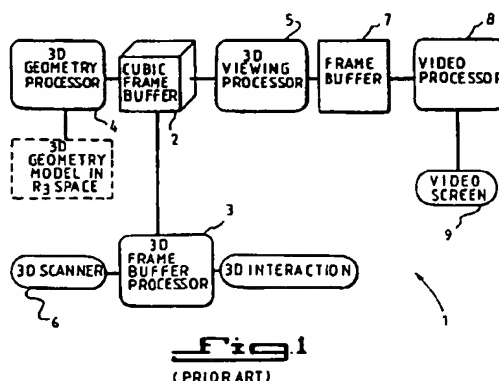 3D
GEOMETRY
PROCESSOR
4
3D
GEOMETRY
MODEL IN
R3 SPACE
CUBIC
FRAME
BUFFER
2
5
3D
VIEWING
PROCESSOR
7
FRAME
BUFFER
8
VIDEO
PROCESSOR
VIDEO
SCREEN
9
3
3D
FRAME
BUFFER
PROCESSOR
3D SCANNER
6
3D INTERACTION
1
Fig.1
(PRIOR ART)